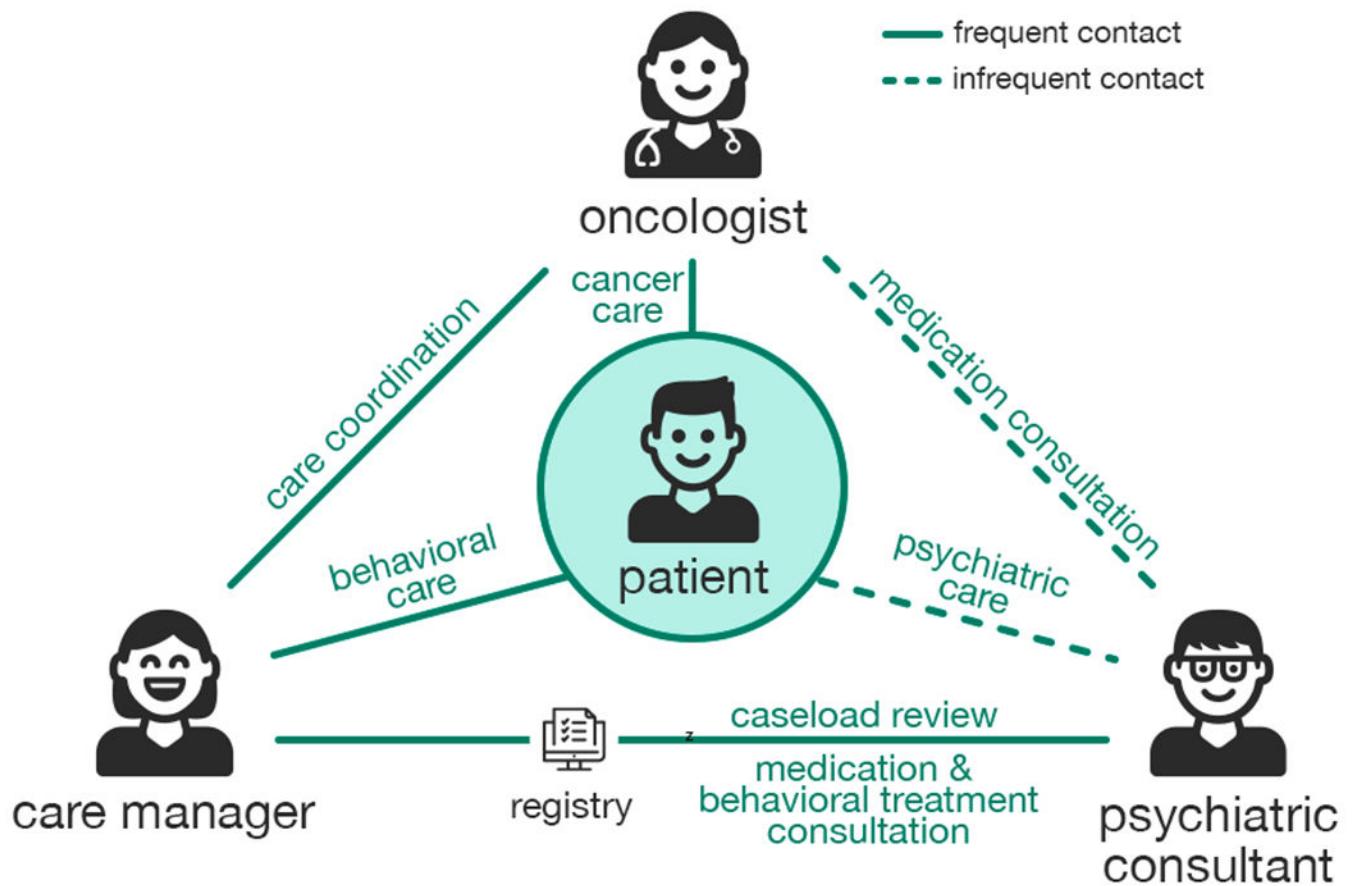 frequent contact
infrequent contact
oncologist
cancer
care
care coordination
medication consultation
behavioral
care
patient
psychiatric
care
care manager
registry
z
caseload review
medication &
behavioral treatment
consultation
psychiatric
consultant